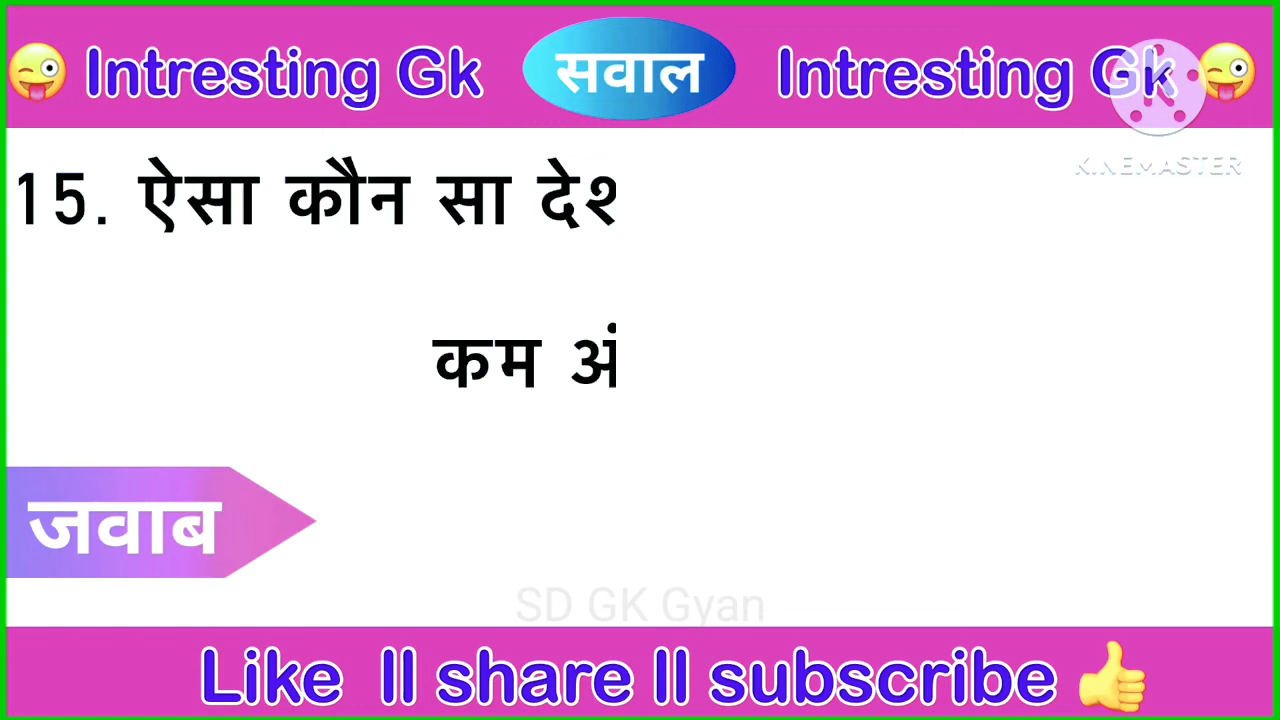 Intresting Gk सवाल Intresting Gk
KINEMASTER
15. ऐसा कौन सा देश
कम अं
जवाब
SD GK Gyan
Like ll share ll subscribe